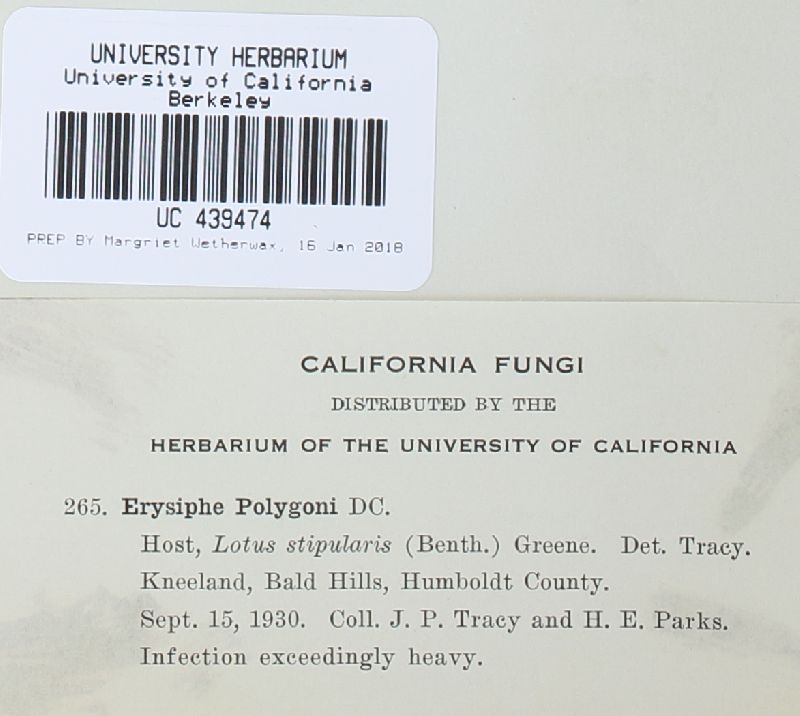 UNIVERSITY HERBARIUM
University of California
Berkeley
UC 439474
PREP BY Margriet Wetherwax, 16 Jan 2018
CALIFORNIA FUNGI
DISTRIBUTED BY THE
HERBARIUM OF THE UNIVERSITY OF CALIFORNIA
265. Erysiphe Polygoni DC.
Host, Lotus stipularis (Benth.) Greene. Det. Tracy.
Kneeland, Bald Hills, Humboldt County.
Sept. 15, 1930. Coll. J. P. Tracy and H. E. Parks.
Infection exceedingly heavy.